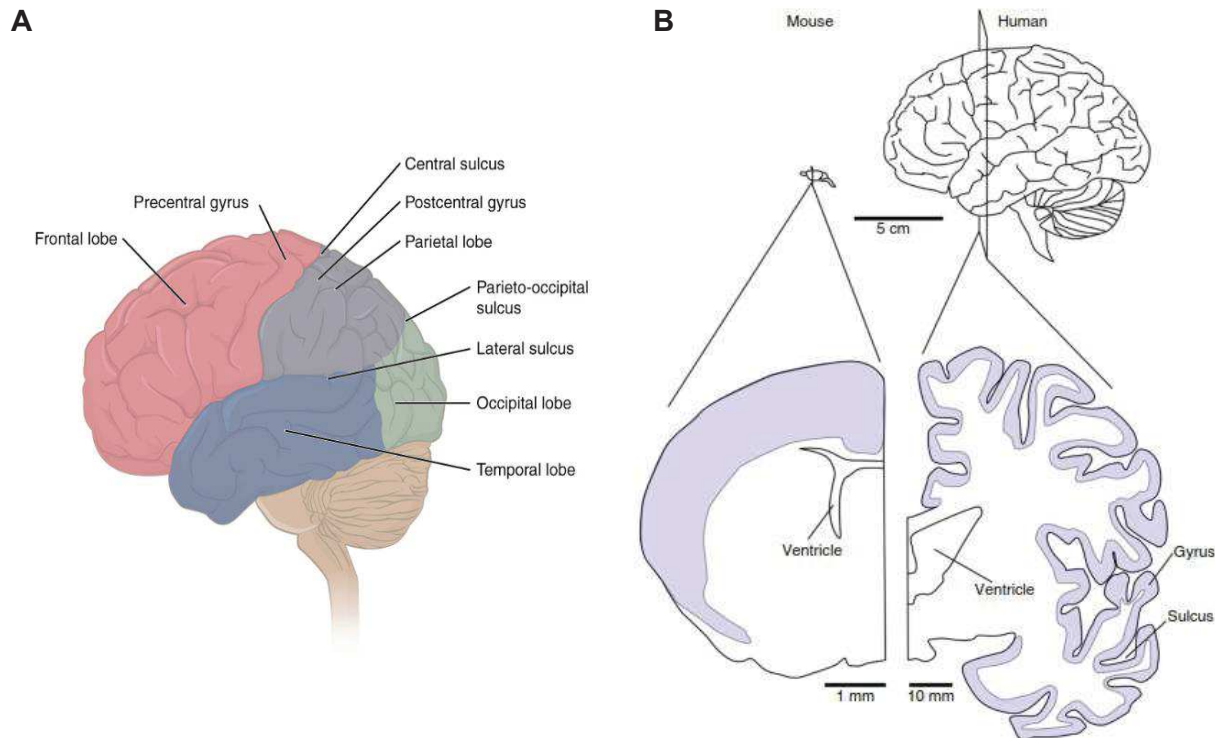 A
Central sulcus
Precentral gyrus
Postcentral gyrus
Frontal lobe
Parietal lobe
Parieto-occipital
sulcus
Lateral sulcus
Occipital lobe
Temporal lobe
B
Mouse
Human
5 cm
Ventricle
Ventricle
Gyrus
Sulcus
1 mm
10 mm